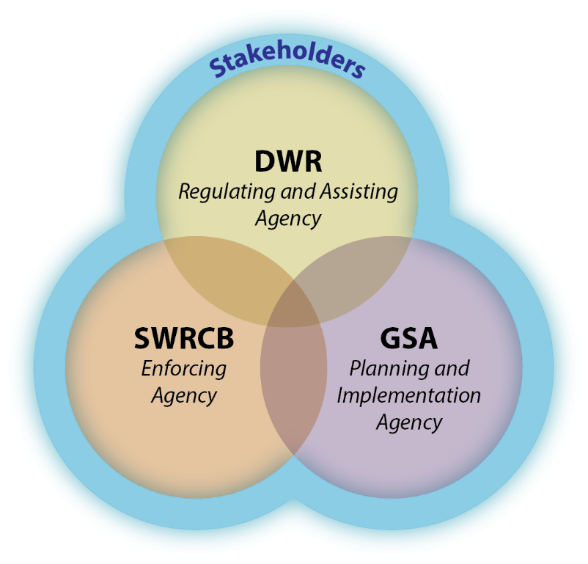 Stakeholders
DWR
Regulating and Assisting
Agency
SWRCB
Enforcing
Agency
GSA
Planning and
Implementation
Agency